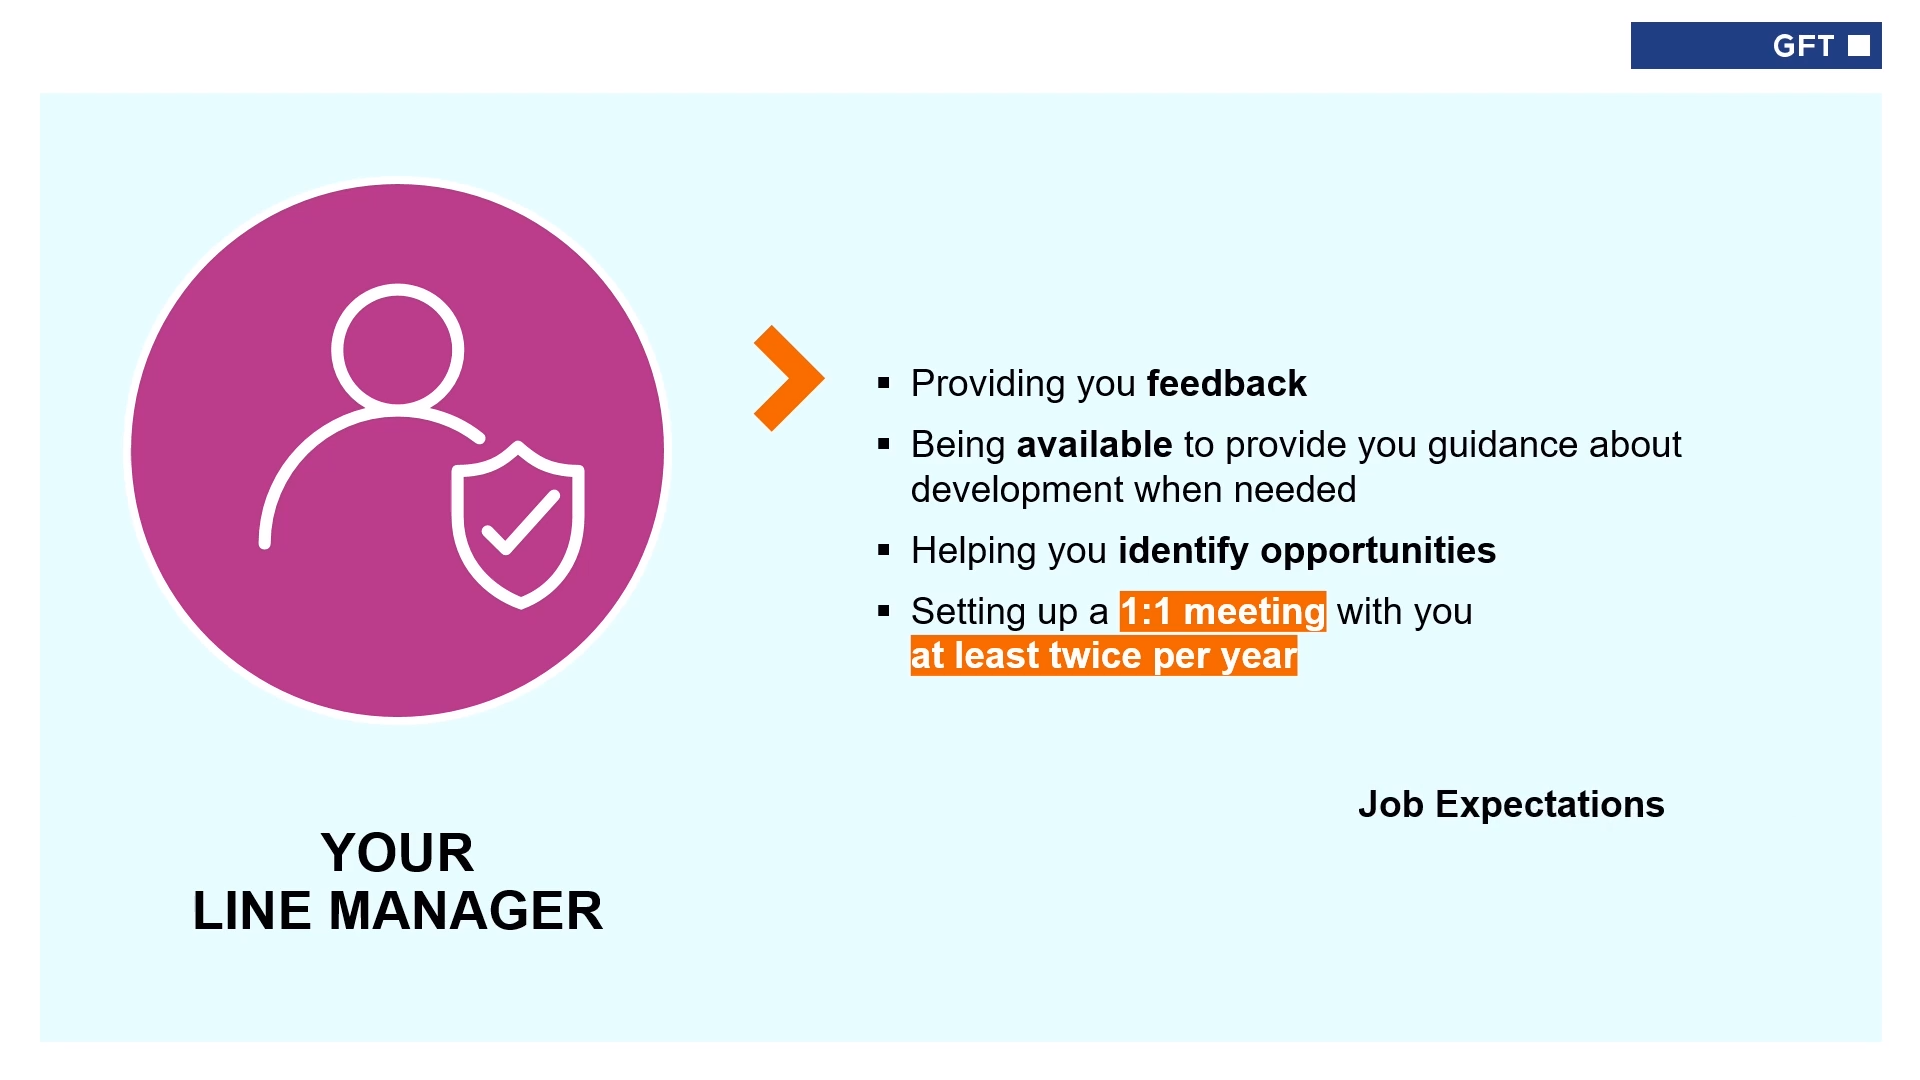 GFT
Providing you feedback
Being available to provide you guidance about
development when needed
Helping you identify opportunities
Setting up a 1:1 meeting with you
at least twice per year
Job Expectations
YOUR
LINE MANAGER